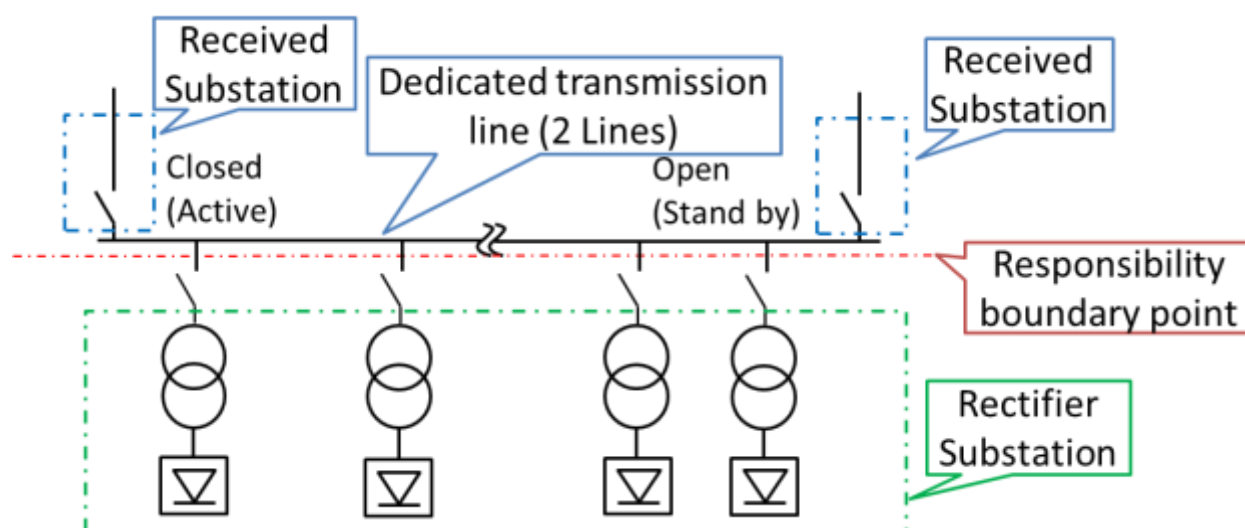 Received
Substation
Dedicated transmission
line (2 Lines)
Received
Substation
Closed
(Active)
Open
(Stand by)
Responsibility
boundary point
Rectifier
Substation